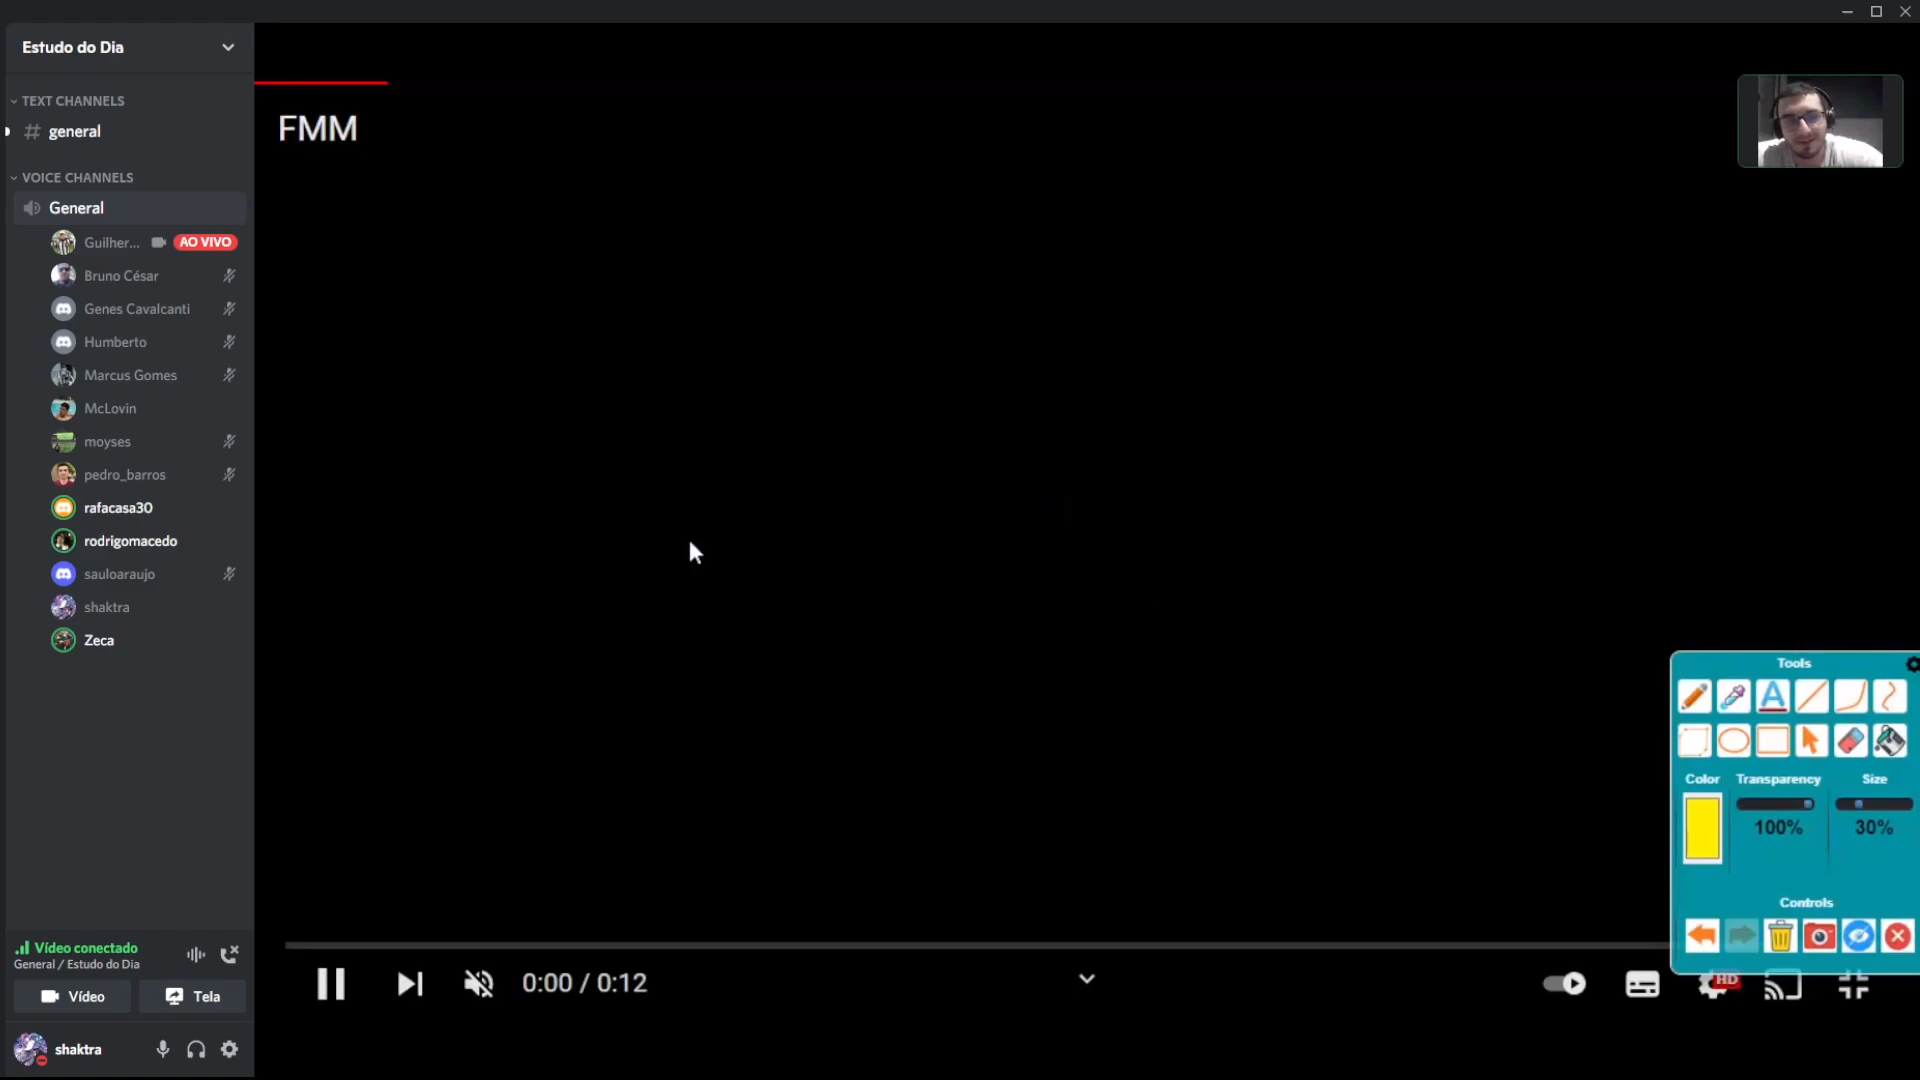 Estudo do Dia
TEXT CHANNELS
general
VOICE CHANNELS
General
Guilher... AO VIVO
Bruno César
Genes Cavalcanti
Humberto
Marcus Gomes
McLovin
moyses
pedro_barros
rafacasa30
rodrigomacedo
sauloaraujo
shaktra
Zeca
Vídeo conectado
General / Estudo do Dia
Vídeo Tela
shaktra
FMM
0:00 / 0:12
HD
Tools
A
Color Transparency Size
100% 30%
Controls